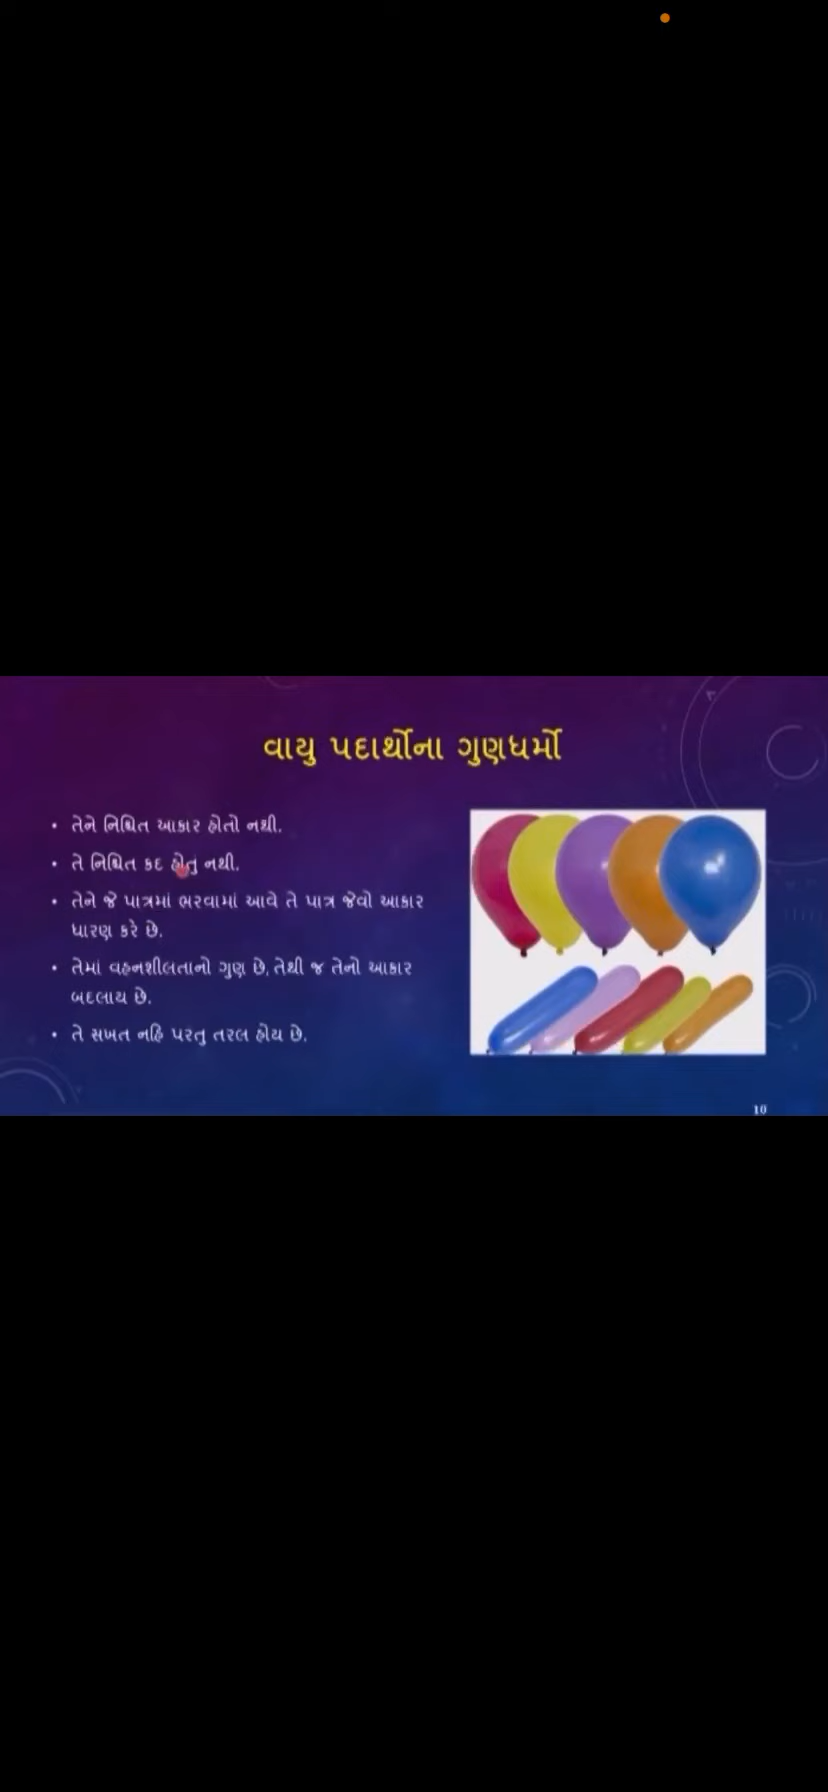 વાયુ પદાર્થોના ગુણધર્મો
• તેને નિશ્ચિત આકાર હોતો નથી.
• તે નિશ્ચિત કદ હોતુ નથી.
• તેને જે પાત્રમાં ભરવામાં આવે તે પાત્ર જેવો આકાર
ધારણ કરે છે.
• તેમાં વહનશીલતાનો ગુણ છે, તેથી જ તેનો આકાર
બદલાય છે.
• તે સખત નહિ પરતુ તરલ હોય છે.
10